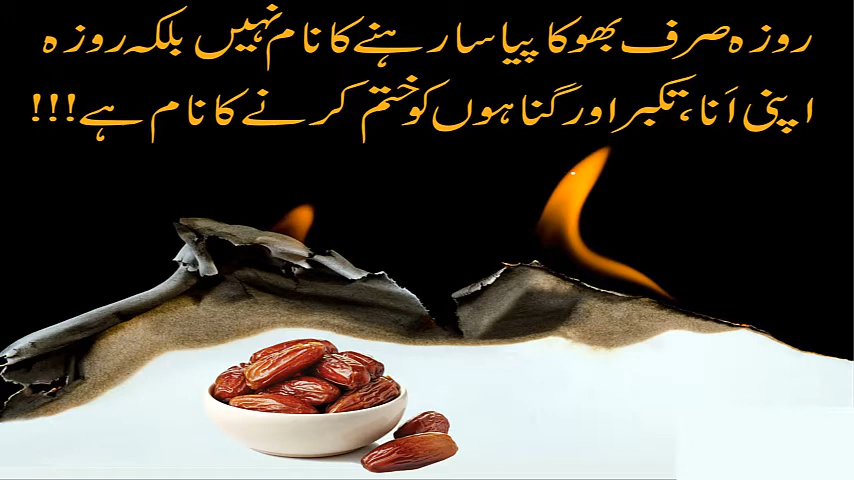 روزہ صرف بھوکا پیاسا رہنے کا نام نہیں بلکہ روزہ
اپنی اَنا، تکبر اور گناہوں کو ختم کرنے کا نام ہے!!!